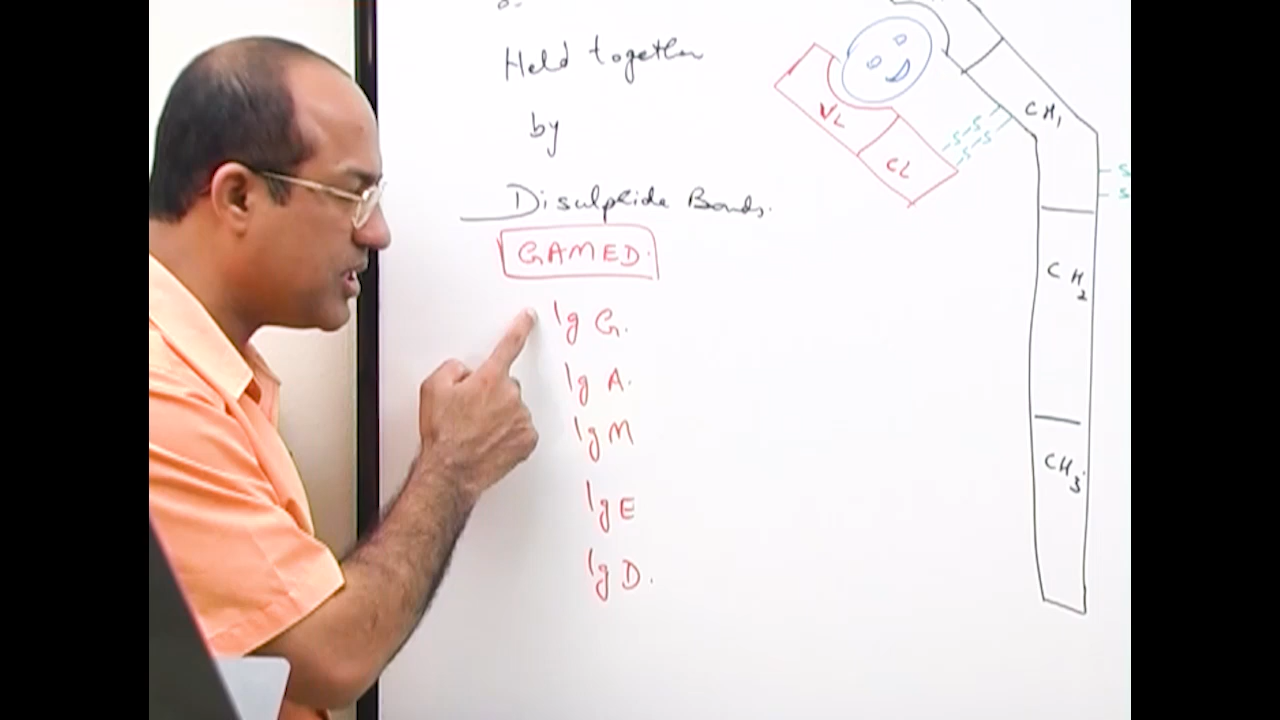 Held together
by
Disulphide Bonds.
GAMED.
Ig G.
Ig A.
Ig M
Ig E
Ig D.
VL
CL
S-S
S-S
CH1
S
S
CH2
CH3